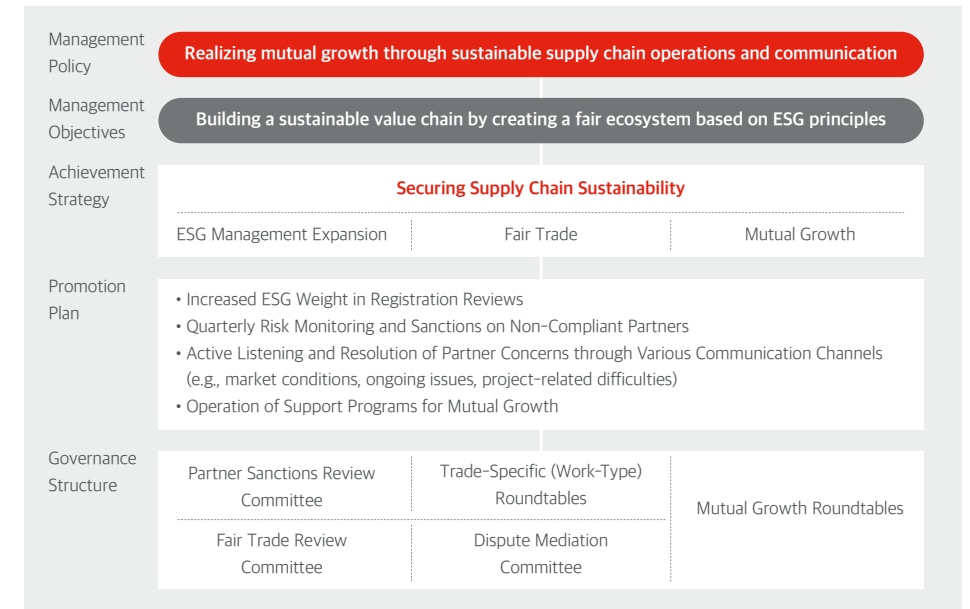 Management
Policy
Realizing mutual growth through sustainable supply chain operations and communication
Management
Objectives
Building a sustainable value chain by creating a fair ecosystem based on ESG principles
Achievement
Strategy
Securing Supply Chain Sustainability
ESG Management Expansion
Fair Trade
Mutual Growth
Promotion
Plan
• Increased ESG Weight in Registration Reviews
• Quarterly Risk Monitoring and Sanctions on Non-Compliant Partners
• Active Listening and Resolution of Partner Concerns through Various Communication Channels
(e.g., market conditions, ongoing issues, project-related difficulties)
• Operation of Support Programs for Mutual Growth
Governance
Structure
Partner Sanctions Review
Committee
Trade-Specific (Work-Type)
Roundtables
Mutual Growth Roundtables
Fair Trade Review
Committee
Dispute Mediation
Committee